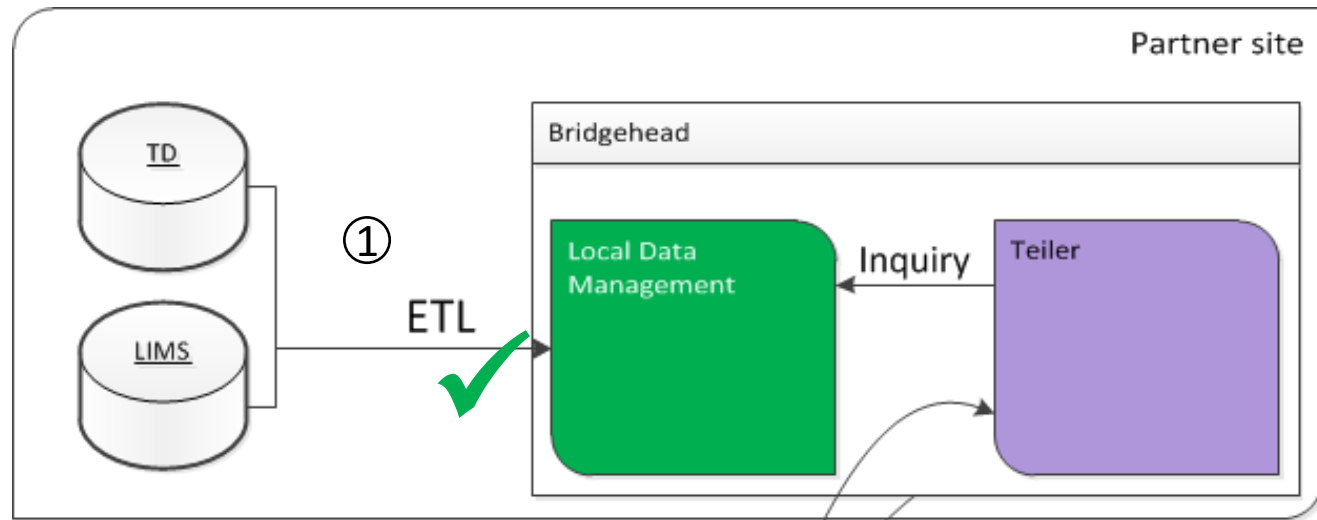 Partner site
Bridgehead
TD
①
Local Data
Management
Inquiry
Teiler
ETL
LIMS